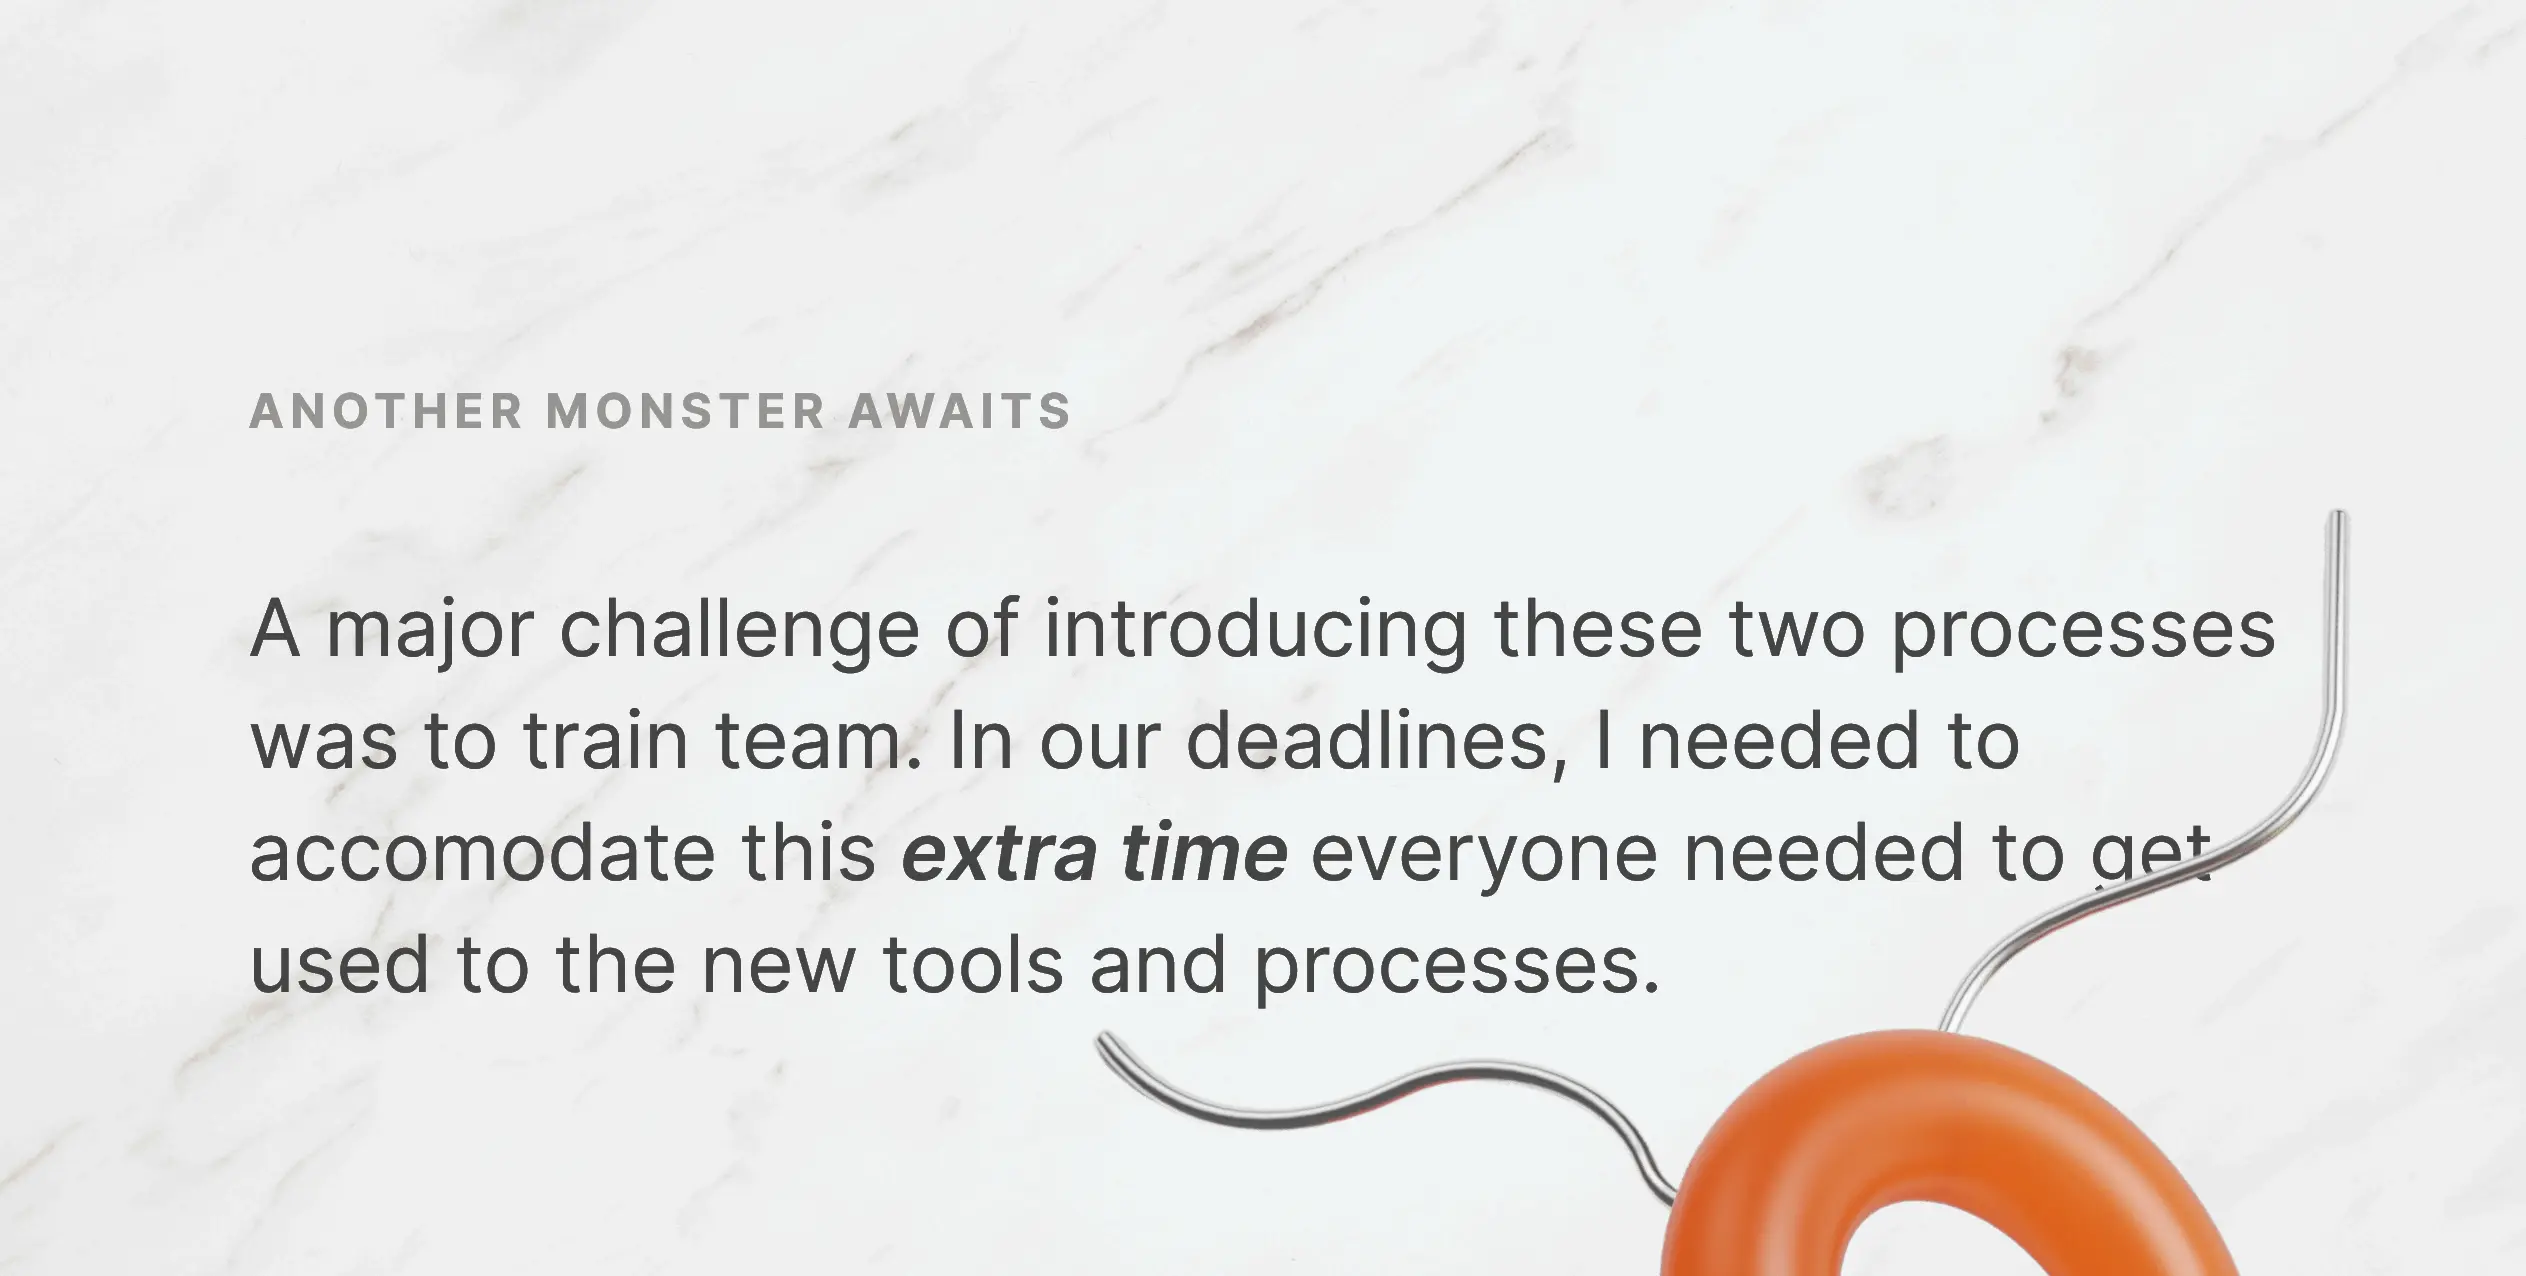 ANOTHER MONSTER AWAITS
A major challenge of introducing these two processes
was to train team. In our deadlines, I needed to
accomodate this extra time everyone needed to get
used to the new tools and processes.